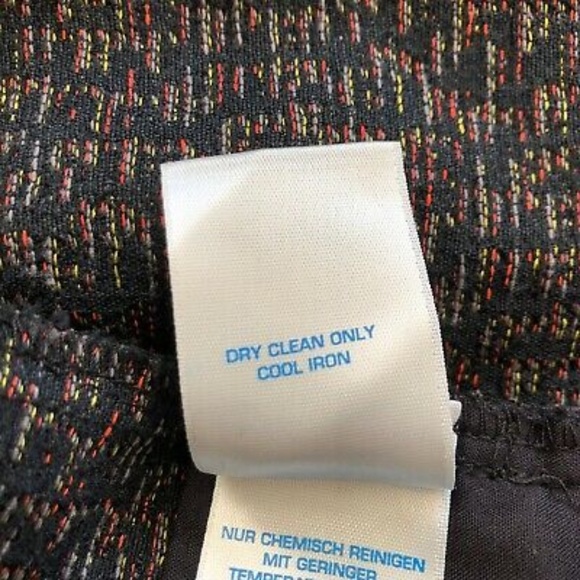 DRY CLEAN ONLY
COOL IRON
NUR CHEMISCH REINIGEN
MIT GERINGER